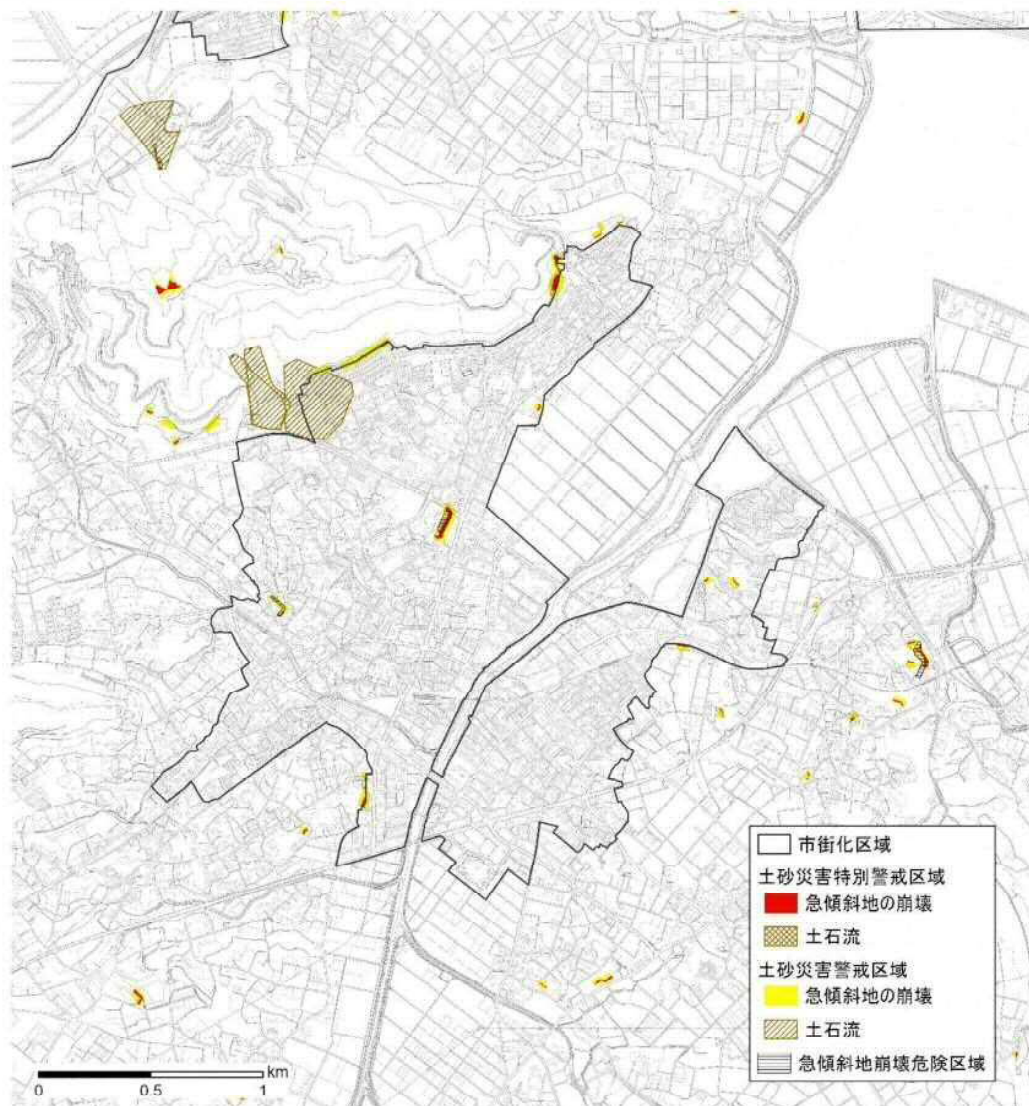 市街化区域
土砂災害特別警戒区域
急傾斜地の崩壊
土石流
土砂災害警戒区域
急傾斜地の崩壊
土石流
急傾斜地崩壊危険区域
km
0 0.5 1